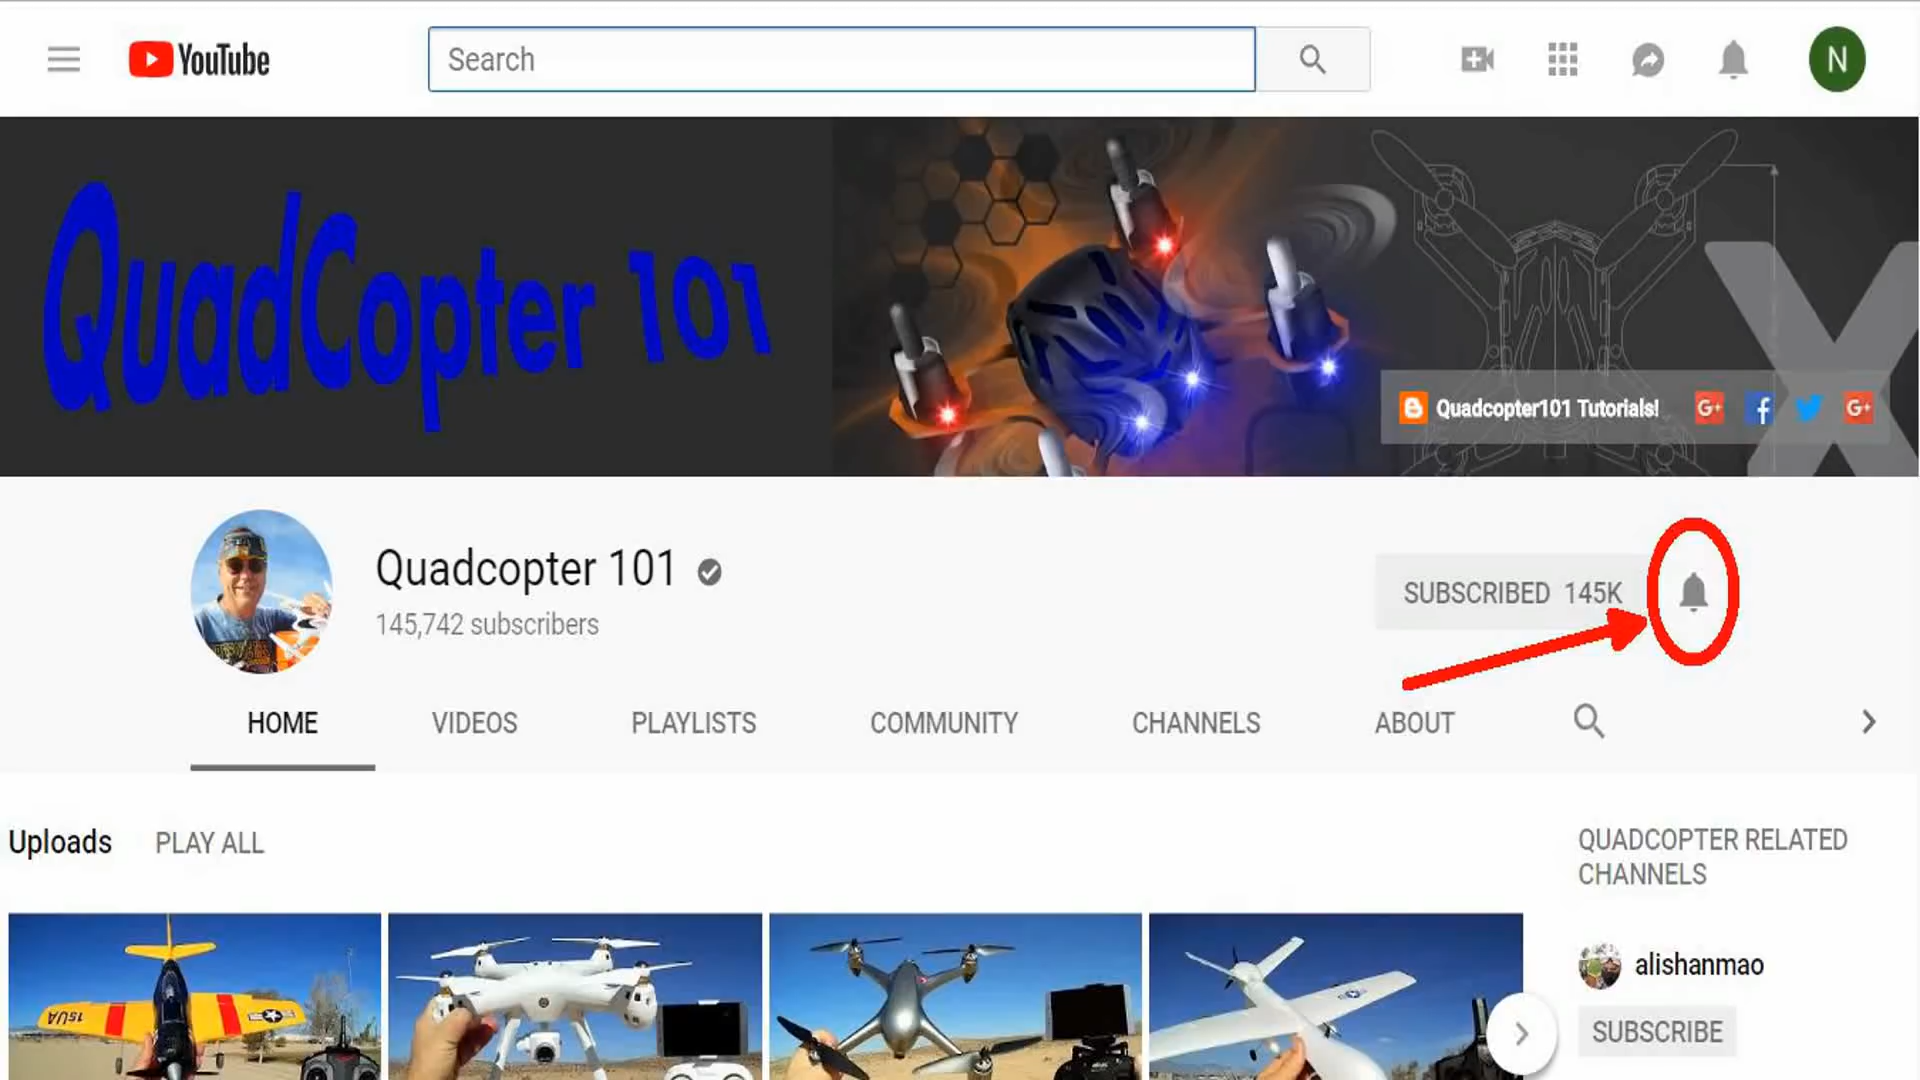 YouTube
Search
N
QuadCopter 101
X
Quadcopter101 Tutorials!
G+
f
G+
Quadcopter 101
145,742 subscribers
SUBSCRIBED 145K
HOME VIDEOS PLAYLISTS COMMUNITY CHANNELS ABOUT
Uploads PLAY ALL
QUADCOPTER RELATED
CHANNELS
alishanmao
SUBSCRIBE